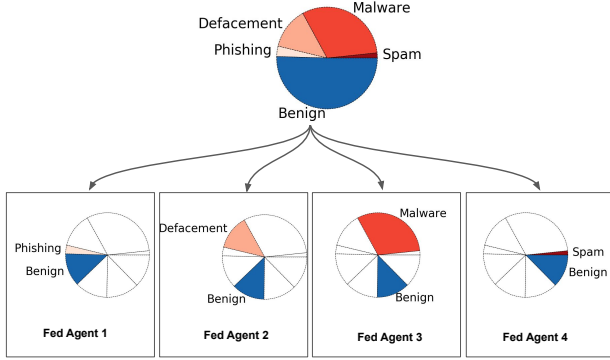 Malware
Defacement
Phishing
Spam
Benign
Phishing
Benign
Fed Agent 1
Defacement
Benign
Fed Agent 2
Malware
Benign
Fed Agent 3
Spam
Benign
Fed Agent 4